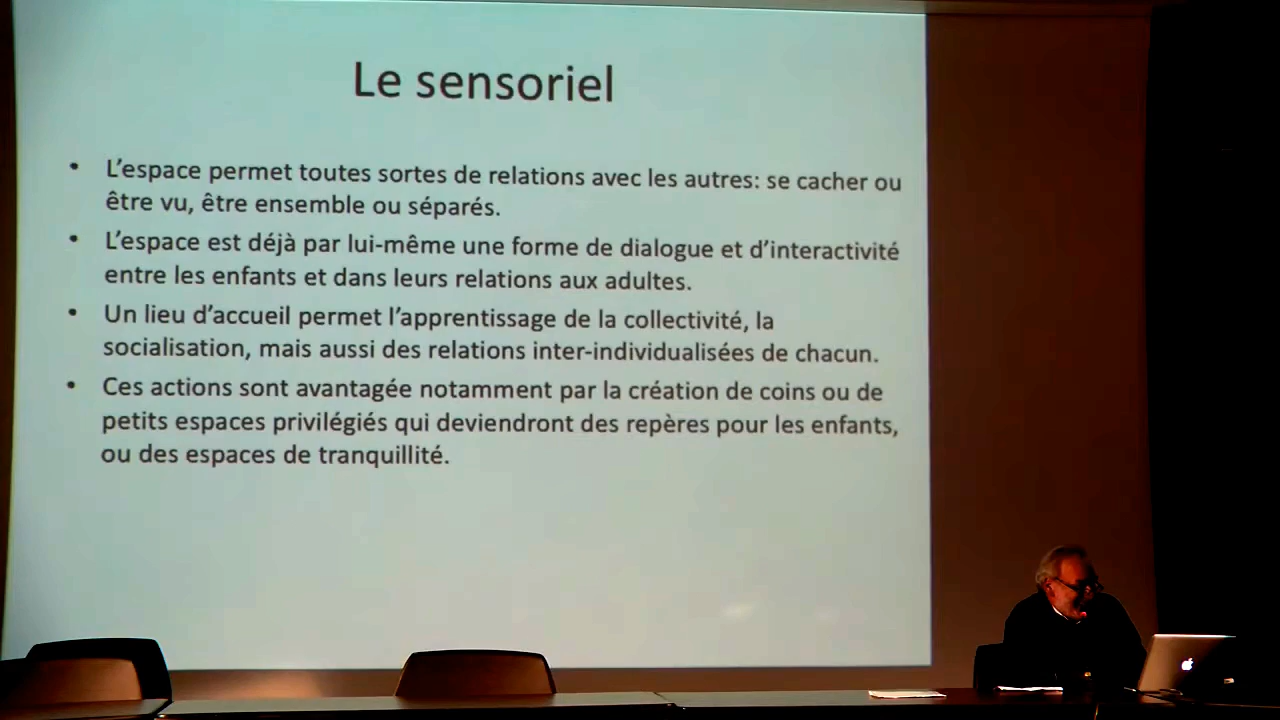 Le sensoriel
• L'espace permet toutes sortes de relations avec les autres: se cacher ou
être vu, être ensemble ou séparés.
• L'espace est déjà par lui-même une forme de dialogue et d'interactivité
entre les enfants et dans leurs relations aux adultes.
• Un lieu d'accueil permet l'apprentissage de la collectivité, la
socialisation, mais aussi des relations inter-individualisées de chacun.
• Ces actions sont avantagée notamment par la création de coins ou de
petits espaces privilégiés qui deviendront des repères pour les enfants,
ou des espaces de tranquillité.